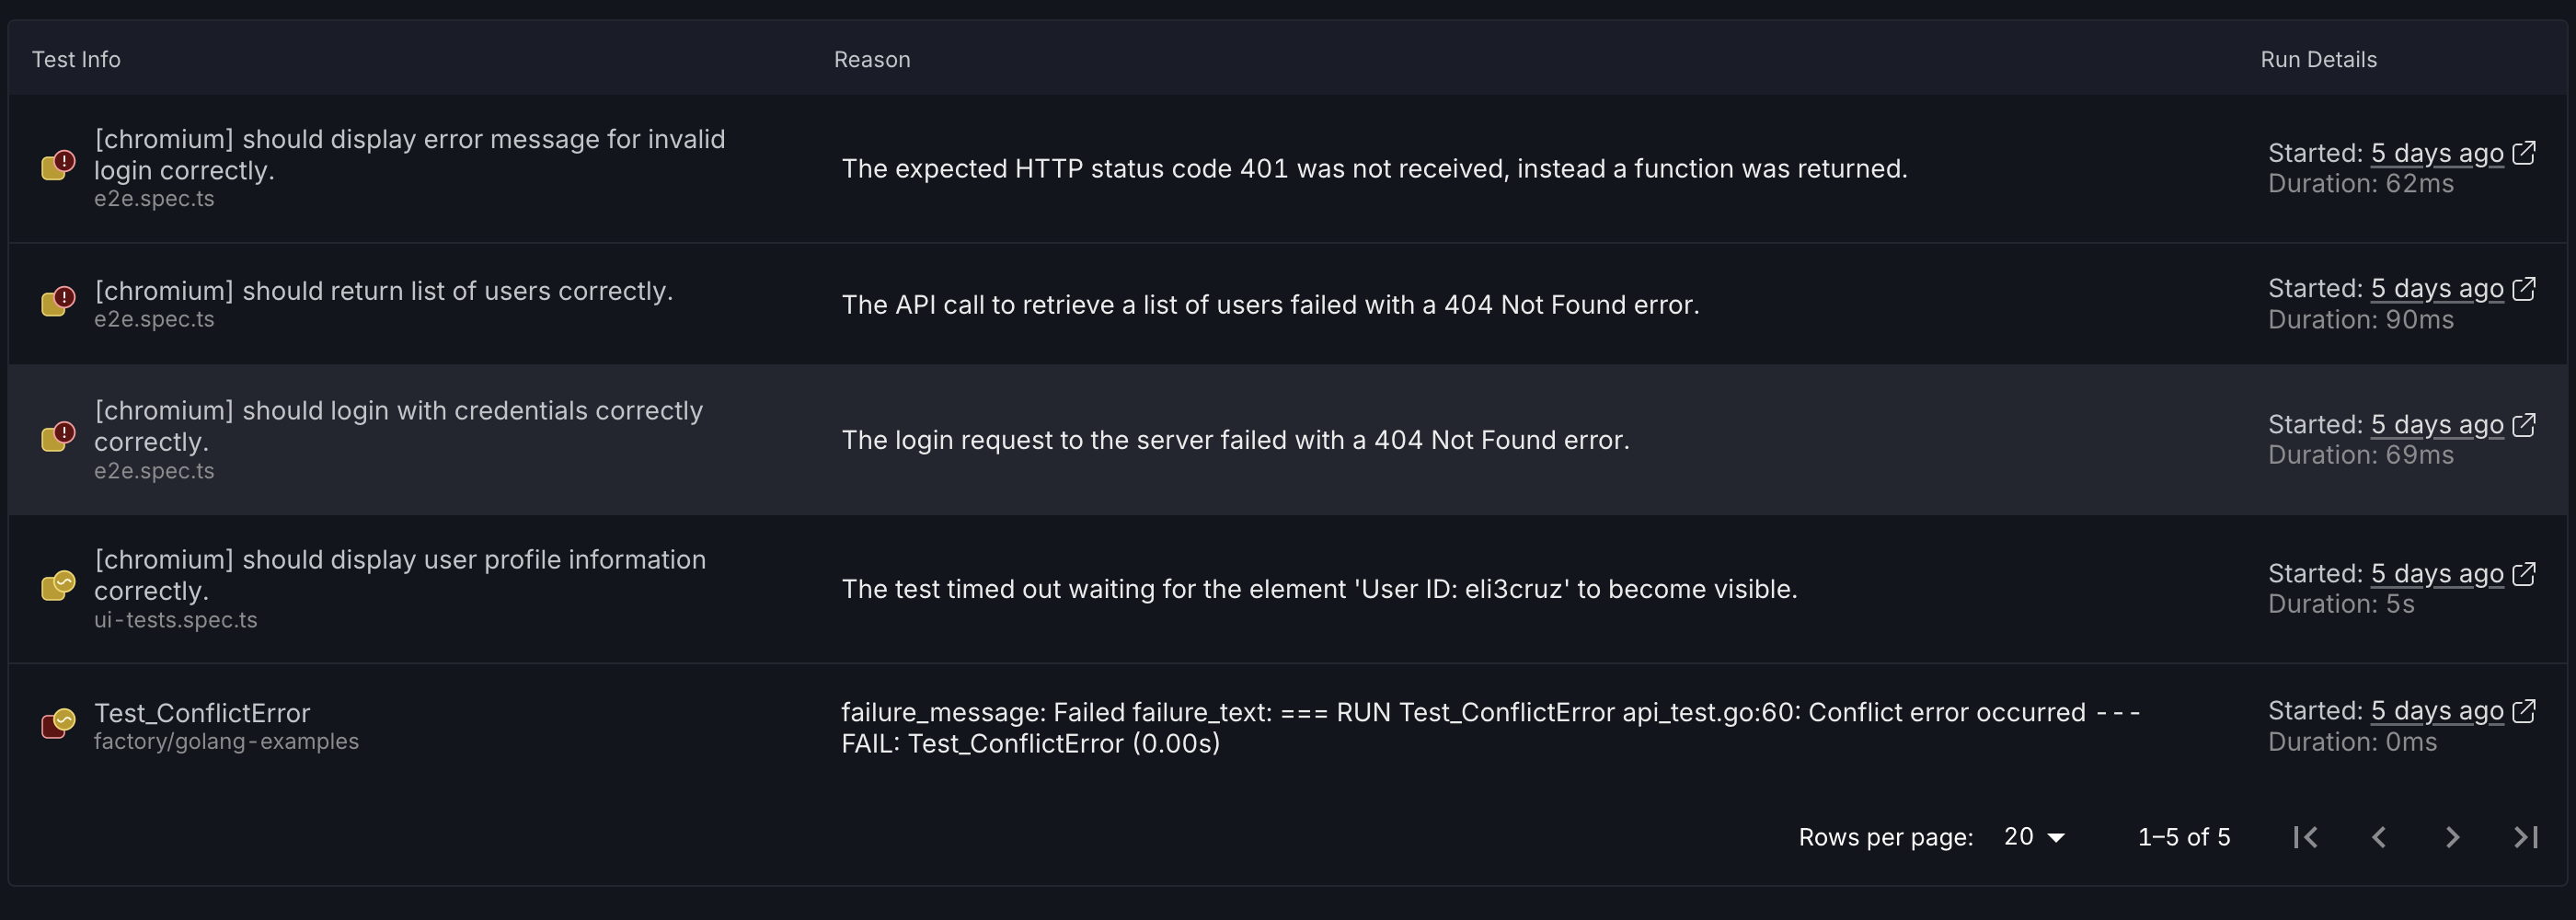 Test Info
Reason
Run Details
[chromium] should display error message for invalid
login correctly.
e2e.spec.ts
The expected HTTP status code 401 was not received, instead a function was returned.
Started: 5 days ago
Duration: 62ms
[chromium] should return list of users correctly.
e2e.spec.ts
The API call to retrieve a list of users failed with a 404 Not Found error.
Started: 5 days ago
Duration: 90ms
[chromium] should login with credentials correctly
correctly.
e2e.spec.ts
The login request to the server failed with a 404 Not Found error.
Started: 5 days ago
Duration: 69ms
[chromium] should display user profile information
correctly.
ui-tests.spec.ts
The test timed out waiting for the element 'User ID: eli3cruz' to become visible.
Started: 5 days ago
Duration: 5s
Test_ConflictError
factory/golang-examples
failure_message: Failed failure_text: === RUN Test_ConflictError api_test.go:60: Conflict error occurred ---
FAIL: Test_ConflictError (0.00s)
Started: 5 days ago
Duration: 0ms
Rows per page: 20
1–5 of 5